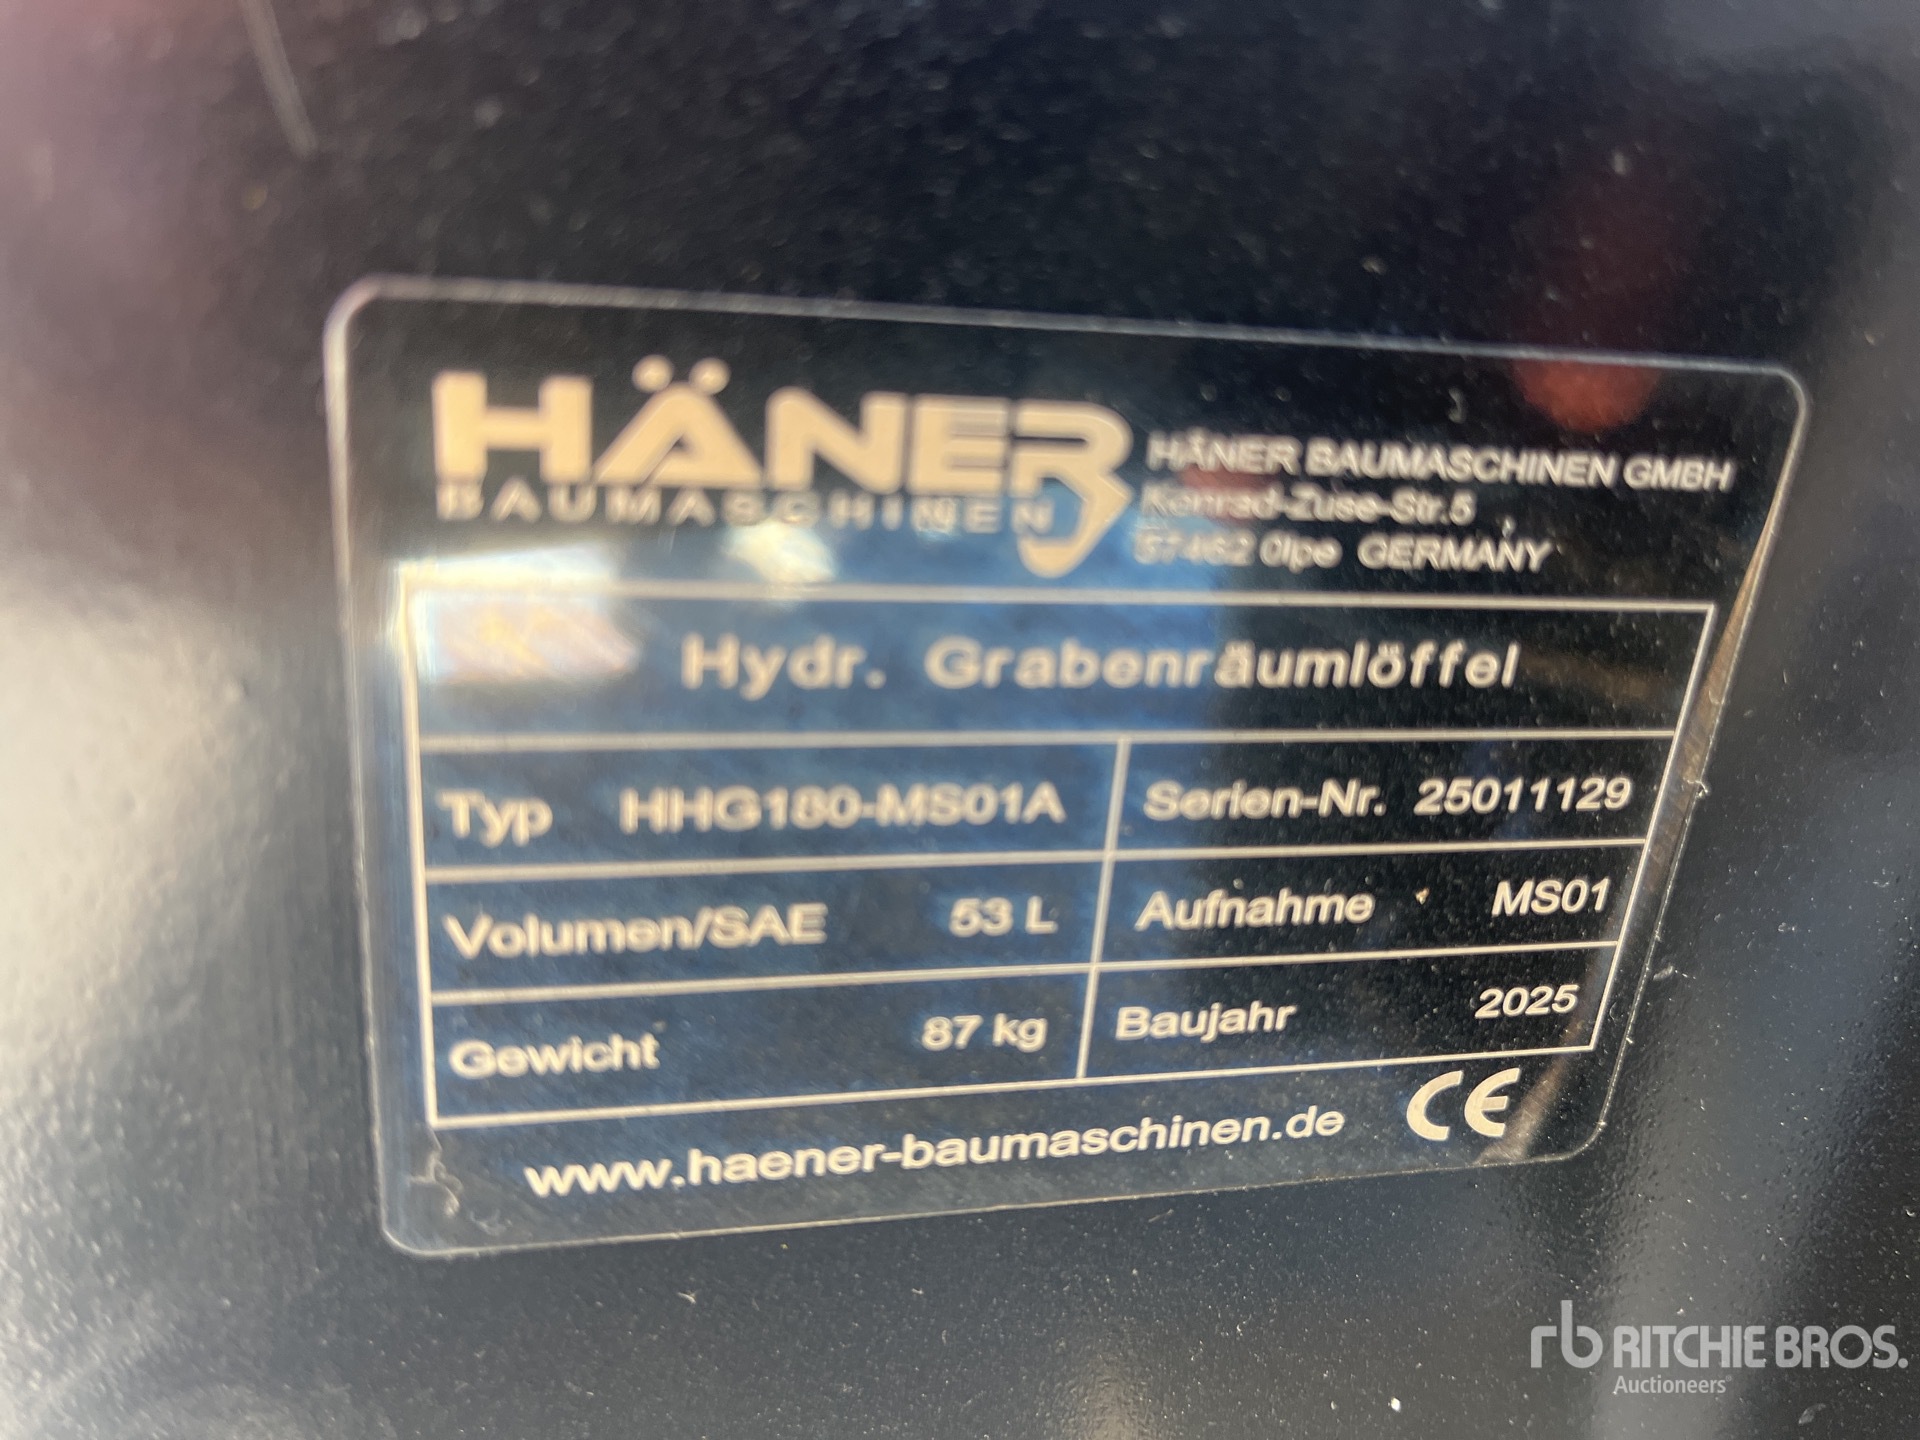 HÄNER
BAUMASCHINEN
HÄNER BAUMASCHINEN GMBH
Konrad-Zuse-Str.5
57462 Olpe GERMANY
Hydr. Grabenräumlöffel
Typ HHG180-MS01A
Serien-Nr. 25011129
Volumen/SAE 53 L
Aufnahme MS01
Gewicht 87 kg
Baujahr 2025
www.haener-baumaschinen.de
CE
rb RITCHIE BROS.
Auctioneers